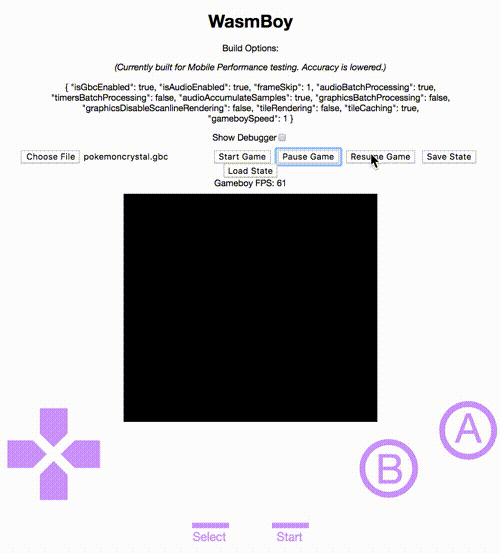 WasmBoy
Build Options:
(Currently built for Mobile Performance testing. Accuracy is lowered.)
{ "isGbcEnabled": true, "isAudioEnabled": true, "frameSkip": 1, "audioBatchProcessing": true,
"timersBatchProcessing": false, "audioAccumulateSamples": true, "graphicsBatchProcessing": false,
"graphicsDisableScanlineRendering": false, "tileRendering": false, "tileCaching": true,
"gameboySpeed": 1 }
Show Debugger
Choose File pokemoncrystal.gbc Start Game Pause Game Resume Game Save State
Load State
Gameboy FPS: 61
A
B
Select Start